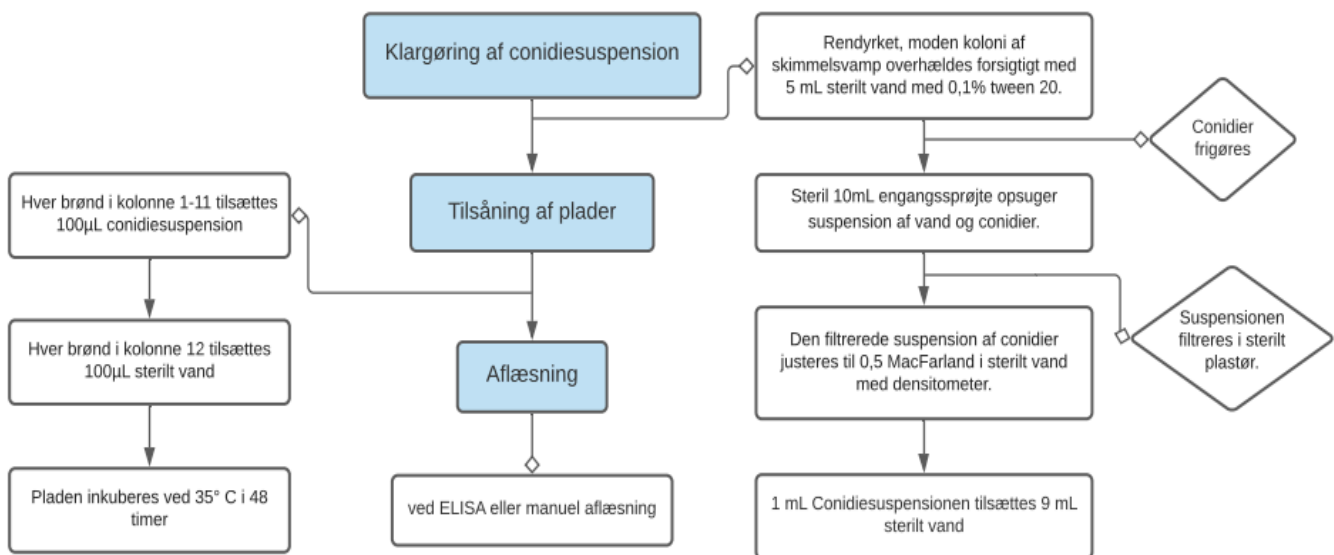 Klargøring af conidiesuspension
Rendyrket, moden koloni af
skimmelsvamp overhældes forsigtigt med
5 mL sterilt vand med 0,1% tween 20.
Conidier
frigøres
Hver brønd i kolonne 1-11 tilsættes
100µL conidiesuspension
Tilsåning af plader
Steril 10mL engangssprøjte opsuger
suspension af vand og conidier.
Suspensionen
filtreres i sterilt
plastør.
Hver brønd i kolonne 12 tilsættes
100µL sterilt vand
Aflæsning
Den filtrerede suspension af conidier
justeres til 0,5 MacFarland i sterilt vand
med densitometer.
Pladen inkuberes ved 35° C i 48
timer
ved ELISA eller manuel aflæsning
1 mL Conidiesuspensionen tilsættes 9 mL
sterilt vand